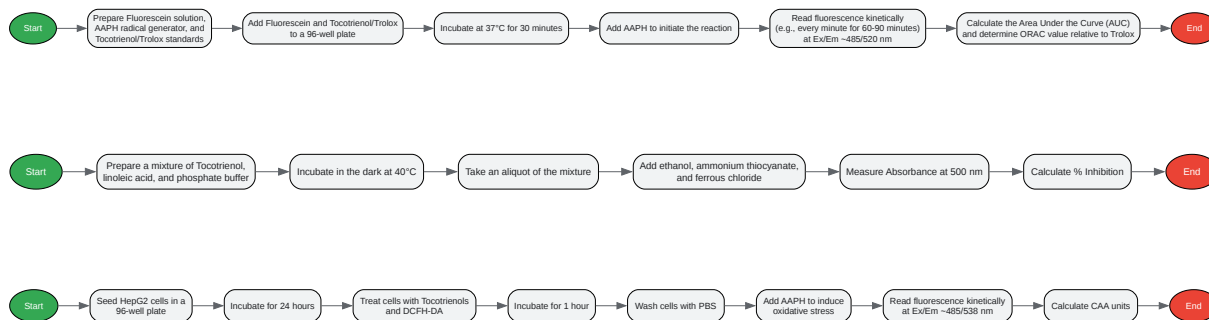 Start
Prepare Fluorescein solution,
AAPH radical generator, and
Tocotrienol/Trolox standards
Add Fluorescein and Tocotrienol/Trolox
to a 96-well plate
Incubate at 37°C for 30 minutes
Add AAPH to initiate the reaction
Read fluorescence kinetically
(e.g., every minute for 60-90 minutes)
at Ex/Em ~485/520 nm
Calculate the Area Under the Curve (AUC)
and determine ORAC value relative to Trolox
End
Start
Prepare a mixture of Tocotrienol,
linoleic acid, and phosphate buffer
Incubate in the dark at 40°C
Take an aliquot of the mixture
Add ethanol, ammonium thiocyanate,
and ferrous chloride
Measure Absorbance at 500 nm
Calculate % Inhibition
End
Start
Seed HepG2 cells in a
96-well plate
Incubate for 24 hours
Treat cells with Tocotrienols
and DCFH-DA
Incubate for 1 hour
Wash cells with PBS
Add AAPH to induce
oxidative stress
Read fluorescence kinetically
at Ex/Em ~485/538 nm
Calculate CAA units
End